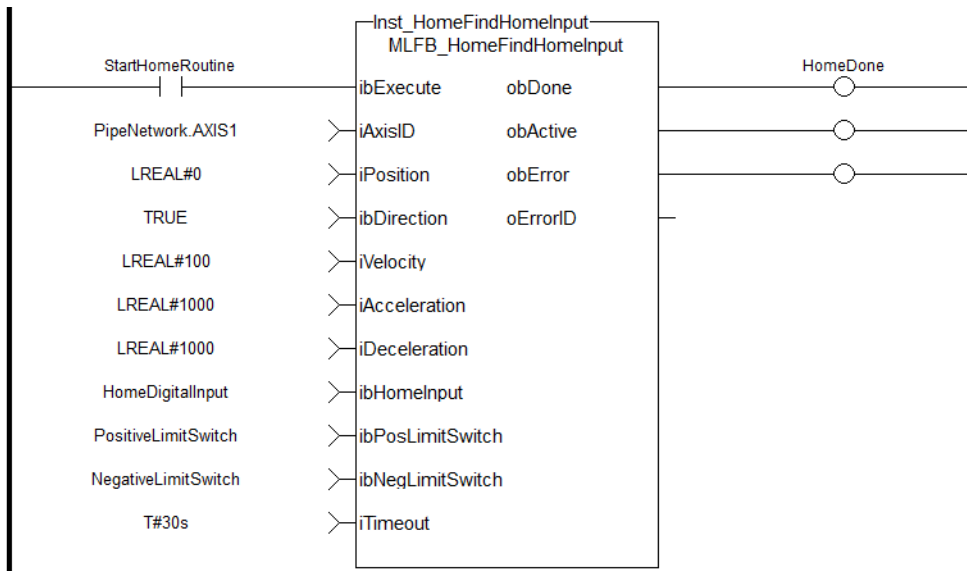 Inst_HomeFindHomeInput
MLFB_HomeFindHomeInput
StartHomeRoutine
HomeDone
ibExecute obDone
PipeNetwork.AXIS1 iAxisID obActive
LREAL#0 iPosition obError
TRUE ibDirection oErrorID
LREAL#100 iVelocity
LREAL#1000 iAcceleration
LREAL#1000 iDeceleration
HomeDigitalInput ibHomeInput
PositiveLimitSwitch ibPosLimitSwitch
NegativeLimitSwitch ibNegLimitSwitch
T#30s iTimeout